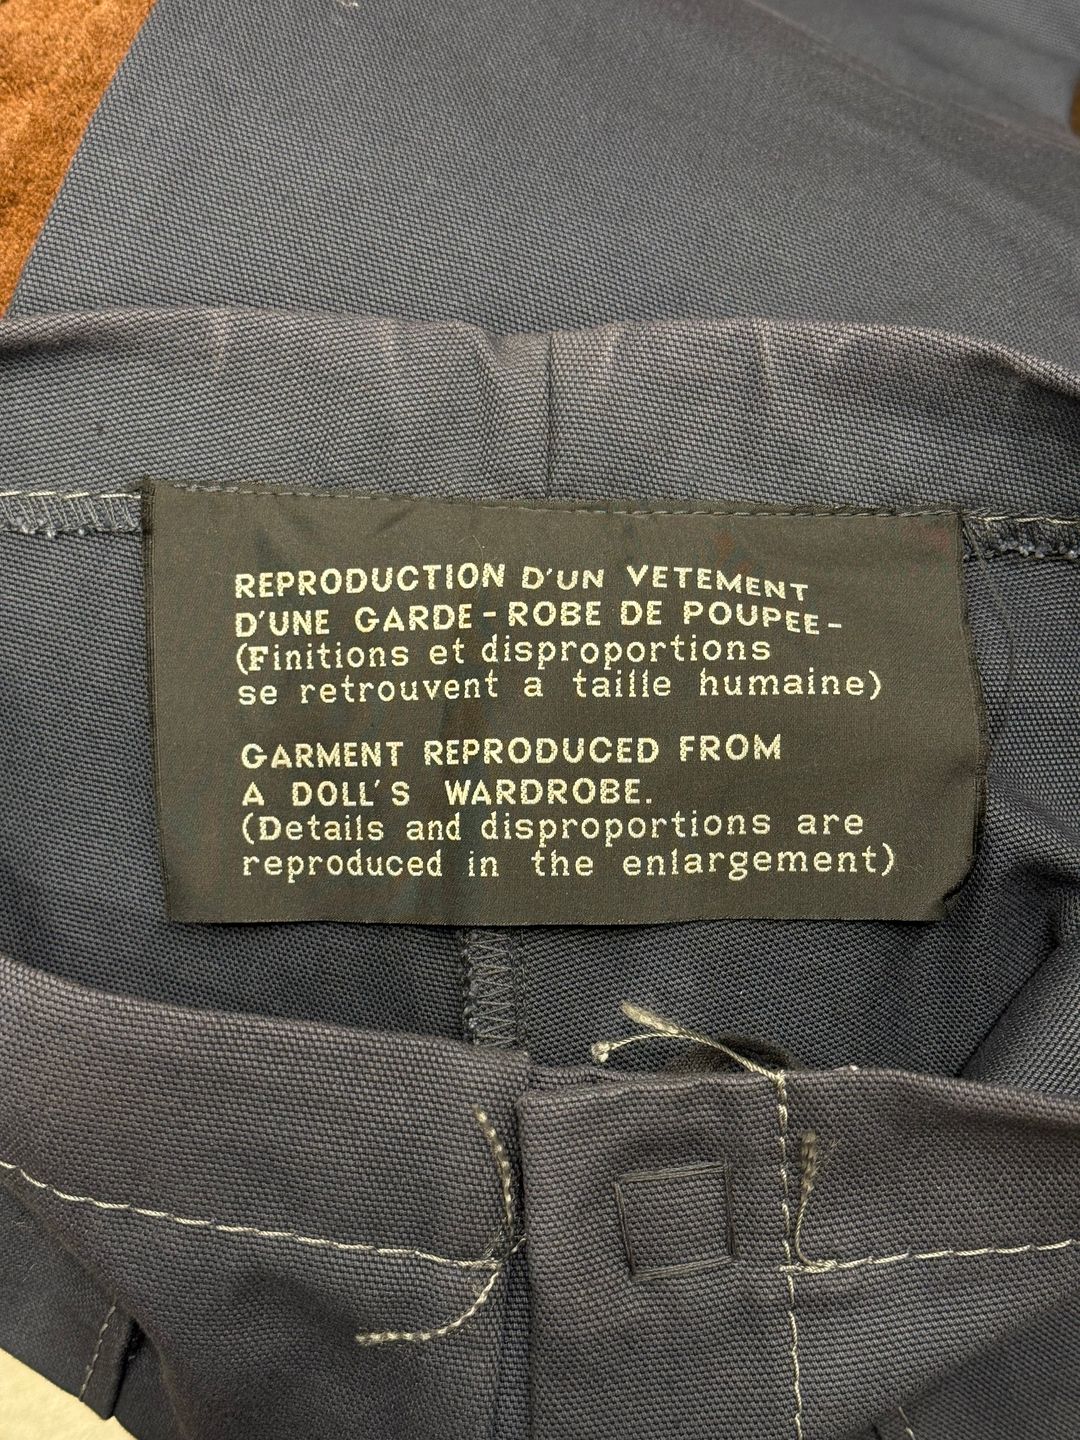 REPRODUCTION D'UN VETEMENT
D'UNE GARDE-ROBE DE POUPEE-
(Finitions et disproportions
se retrouvent a taille humaine)
GARMENT REPRODUCED FROM
A DOLL'S WARDROBE.
(Details and disproportions are
reproduced in the enlargement)